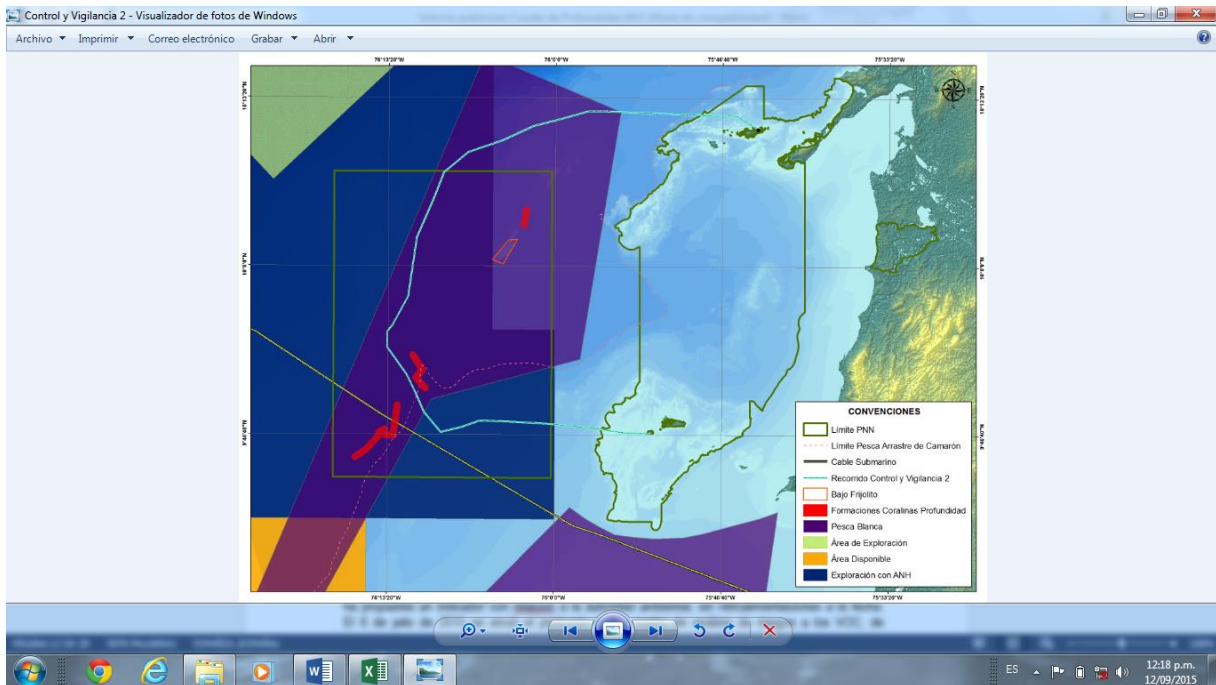 Control y Vigilancia 2 - Visualizador de fotos de Windows
Archivo Imprimir Correo electrónico Grabar Abrir
76°13'20"W 76°0'0"W 75°46'40"W 75°33'20"W
CONVENCIONES
Límite PNN
Límite Pesca Arrastre de Camarón
Cable Submarino
Recorrido Control y Vigilancia 2
Bajo Frijolito
Formaciones Coralinas Profundidad
Pesca Blanca
Área de Exploración
Área Disponible
Exploración con ANH
76°13'20"W 76°0'0"W 75°46'40"W 75°33'20"W
ES
12:18 p.m.
12/09/2015